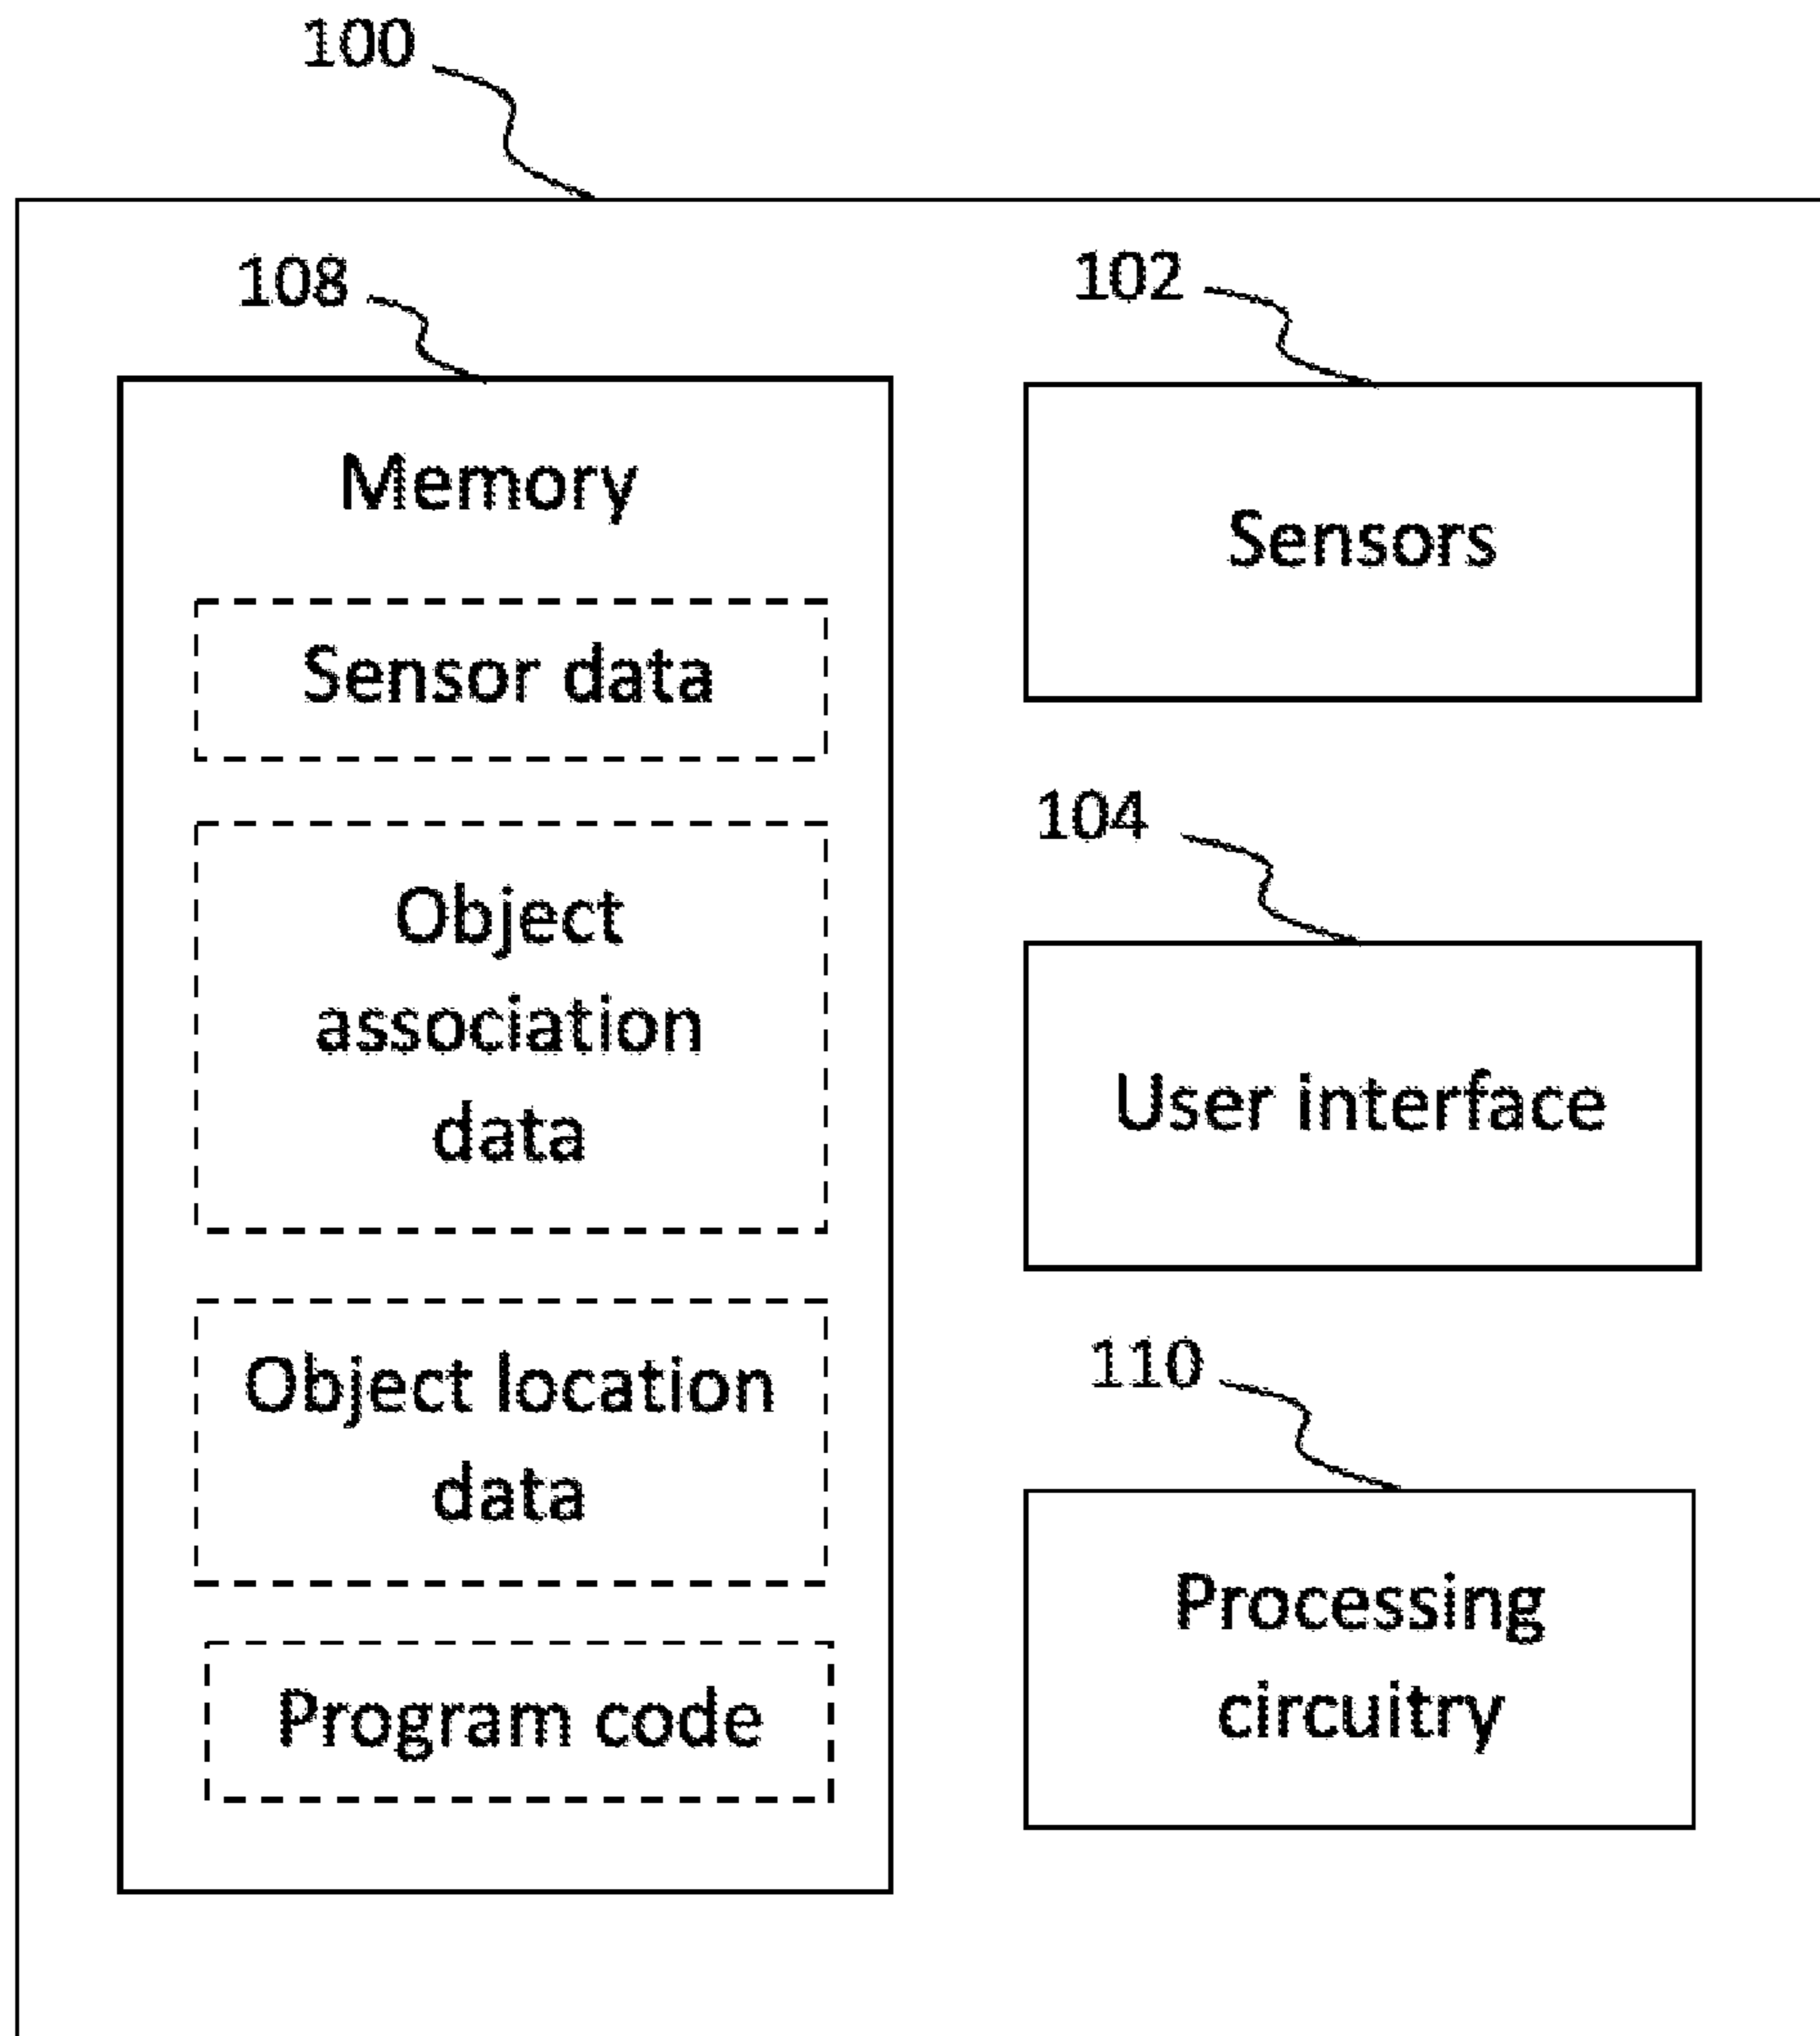 100
108
Memory
Sensor data
Object
association
data
Object location
data
Program code
102
Sensors
104
User interface
110
Processing
circuitry